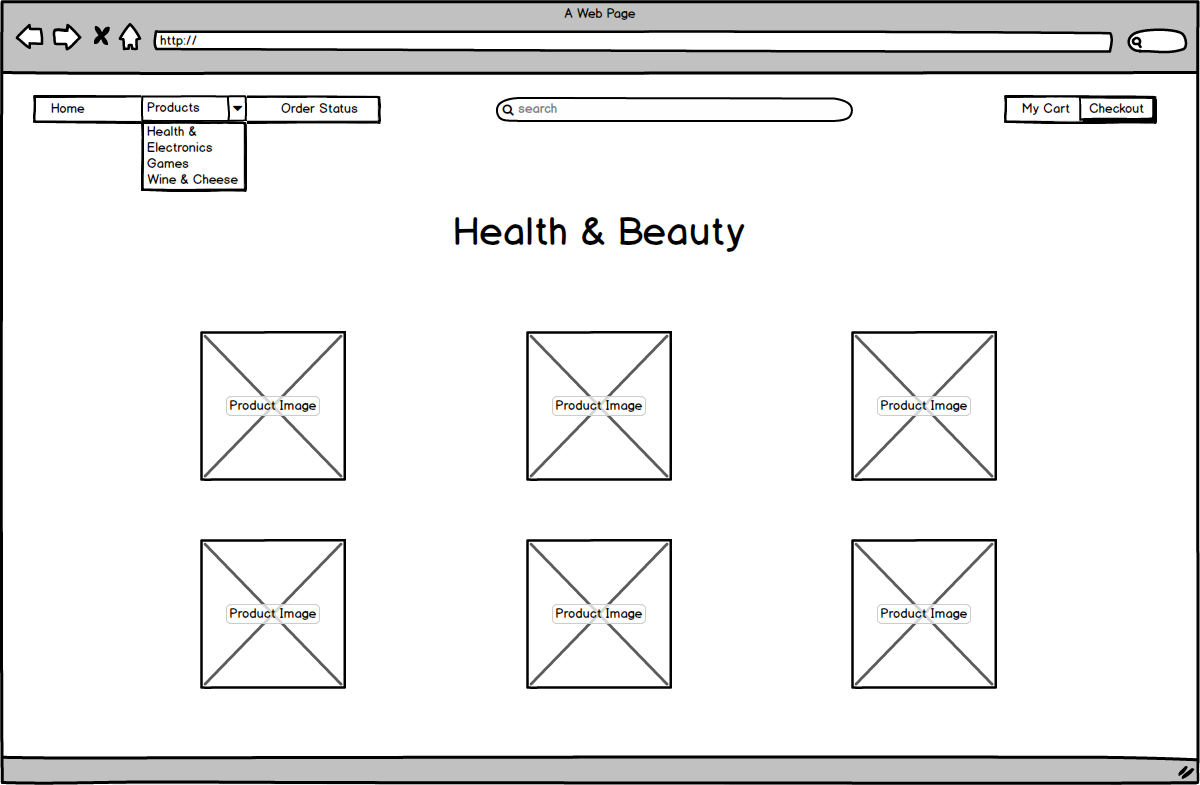 A Web Page
http://
Home
Products
Order Status
search
My Cart
Checkout
Health &
Electronics
Games
Wine & Cheese
Health & Beauty
Product Image
Product Image
Product Image
Product Image
Product Image
Product Image